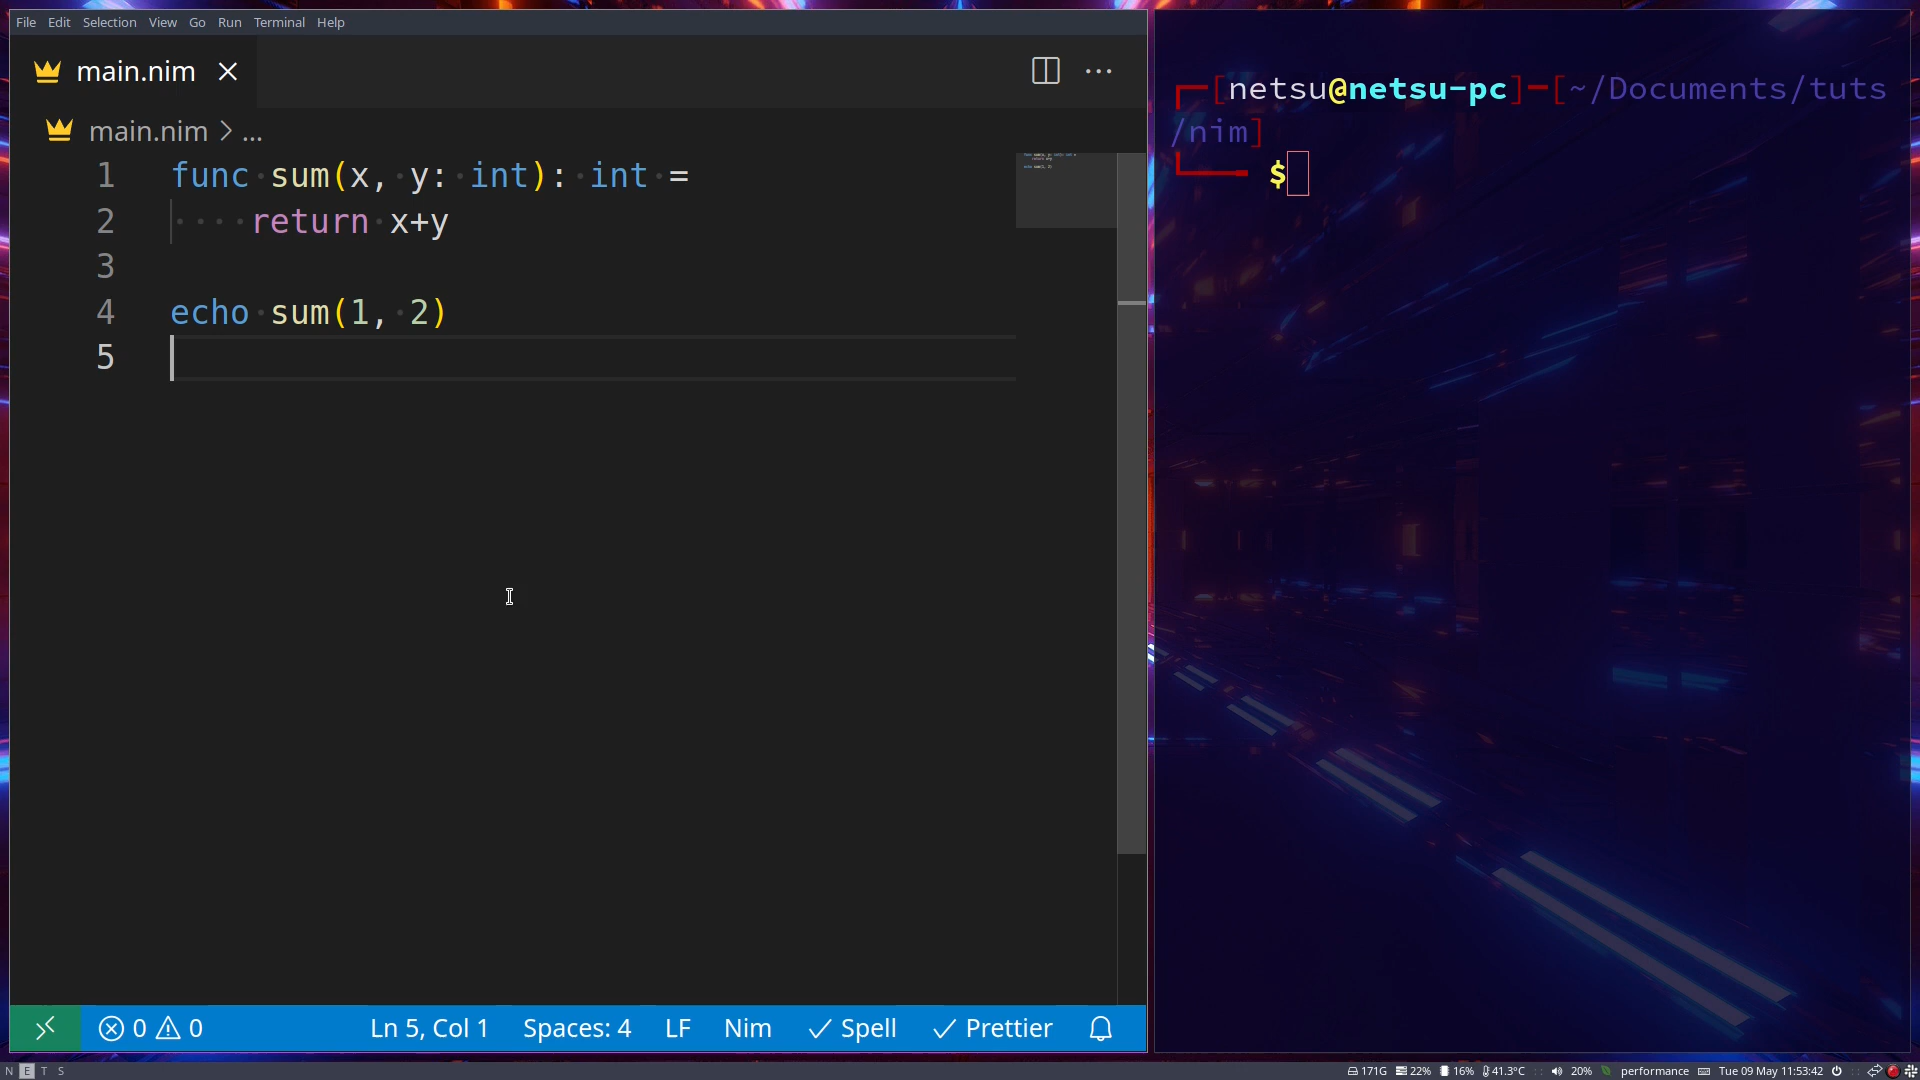 File Edit Selection View Go Run Terminal Help
main.nim
main.nim > ...
1 func sum(x, y: int): int =
2 return x+y
3
4 echo sum(1, 2)
5
0 0 Ln 5, Col 1 Spaces: 4 LF Nim Spell Prettier
[netsu@netsu-pc]-[~/Documents/tuts
/nim]
$
N E T S 171G 22% 16% 41.3°C 20% performance Tue 09 May 11:53:42